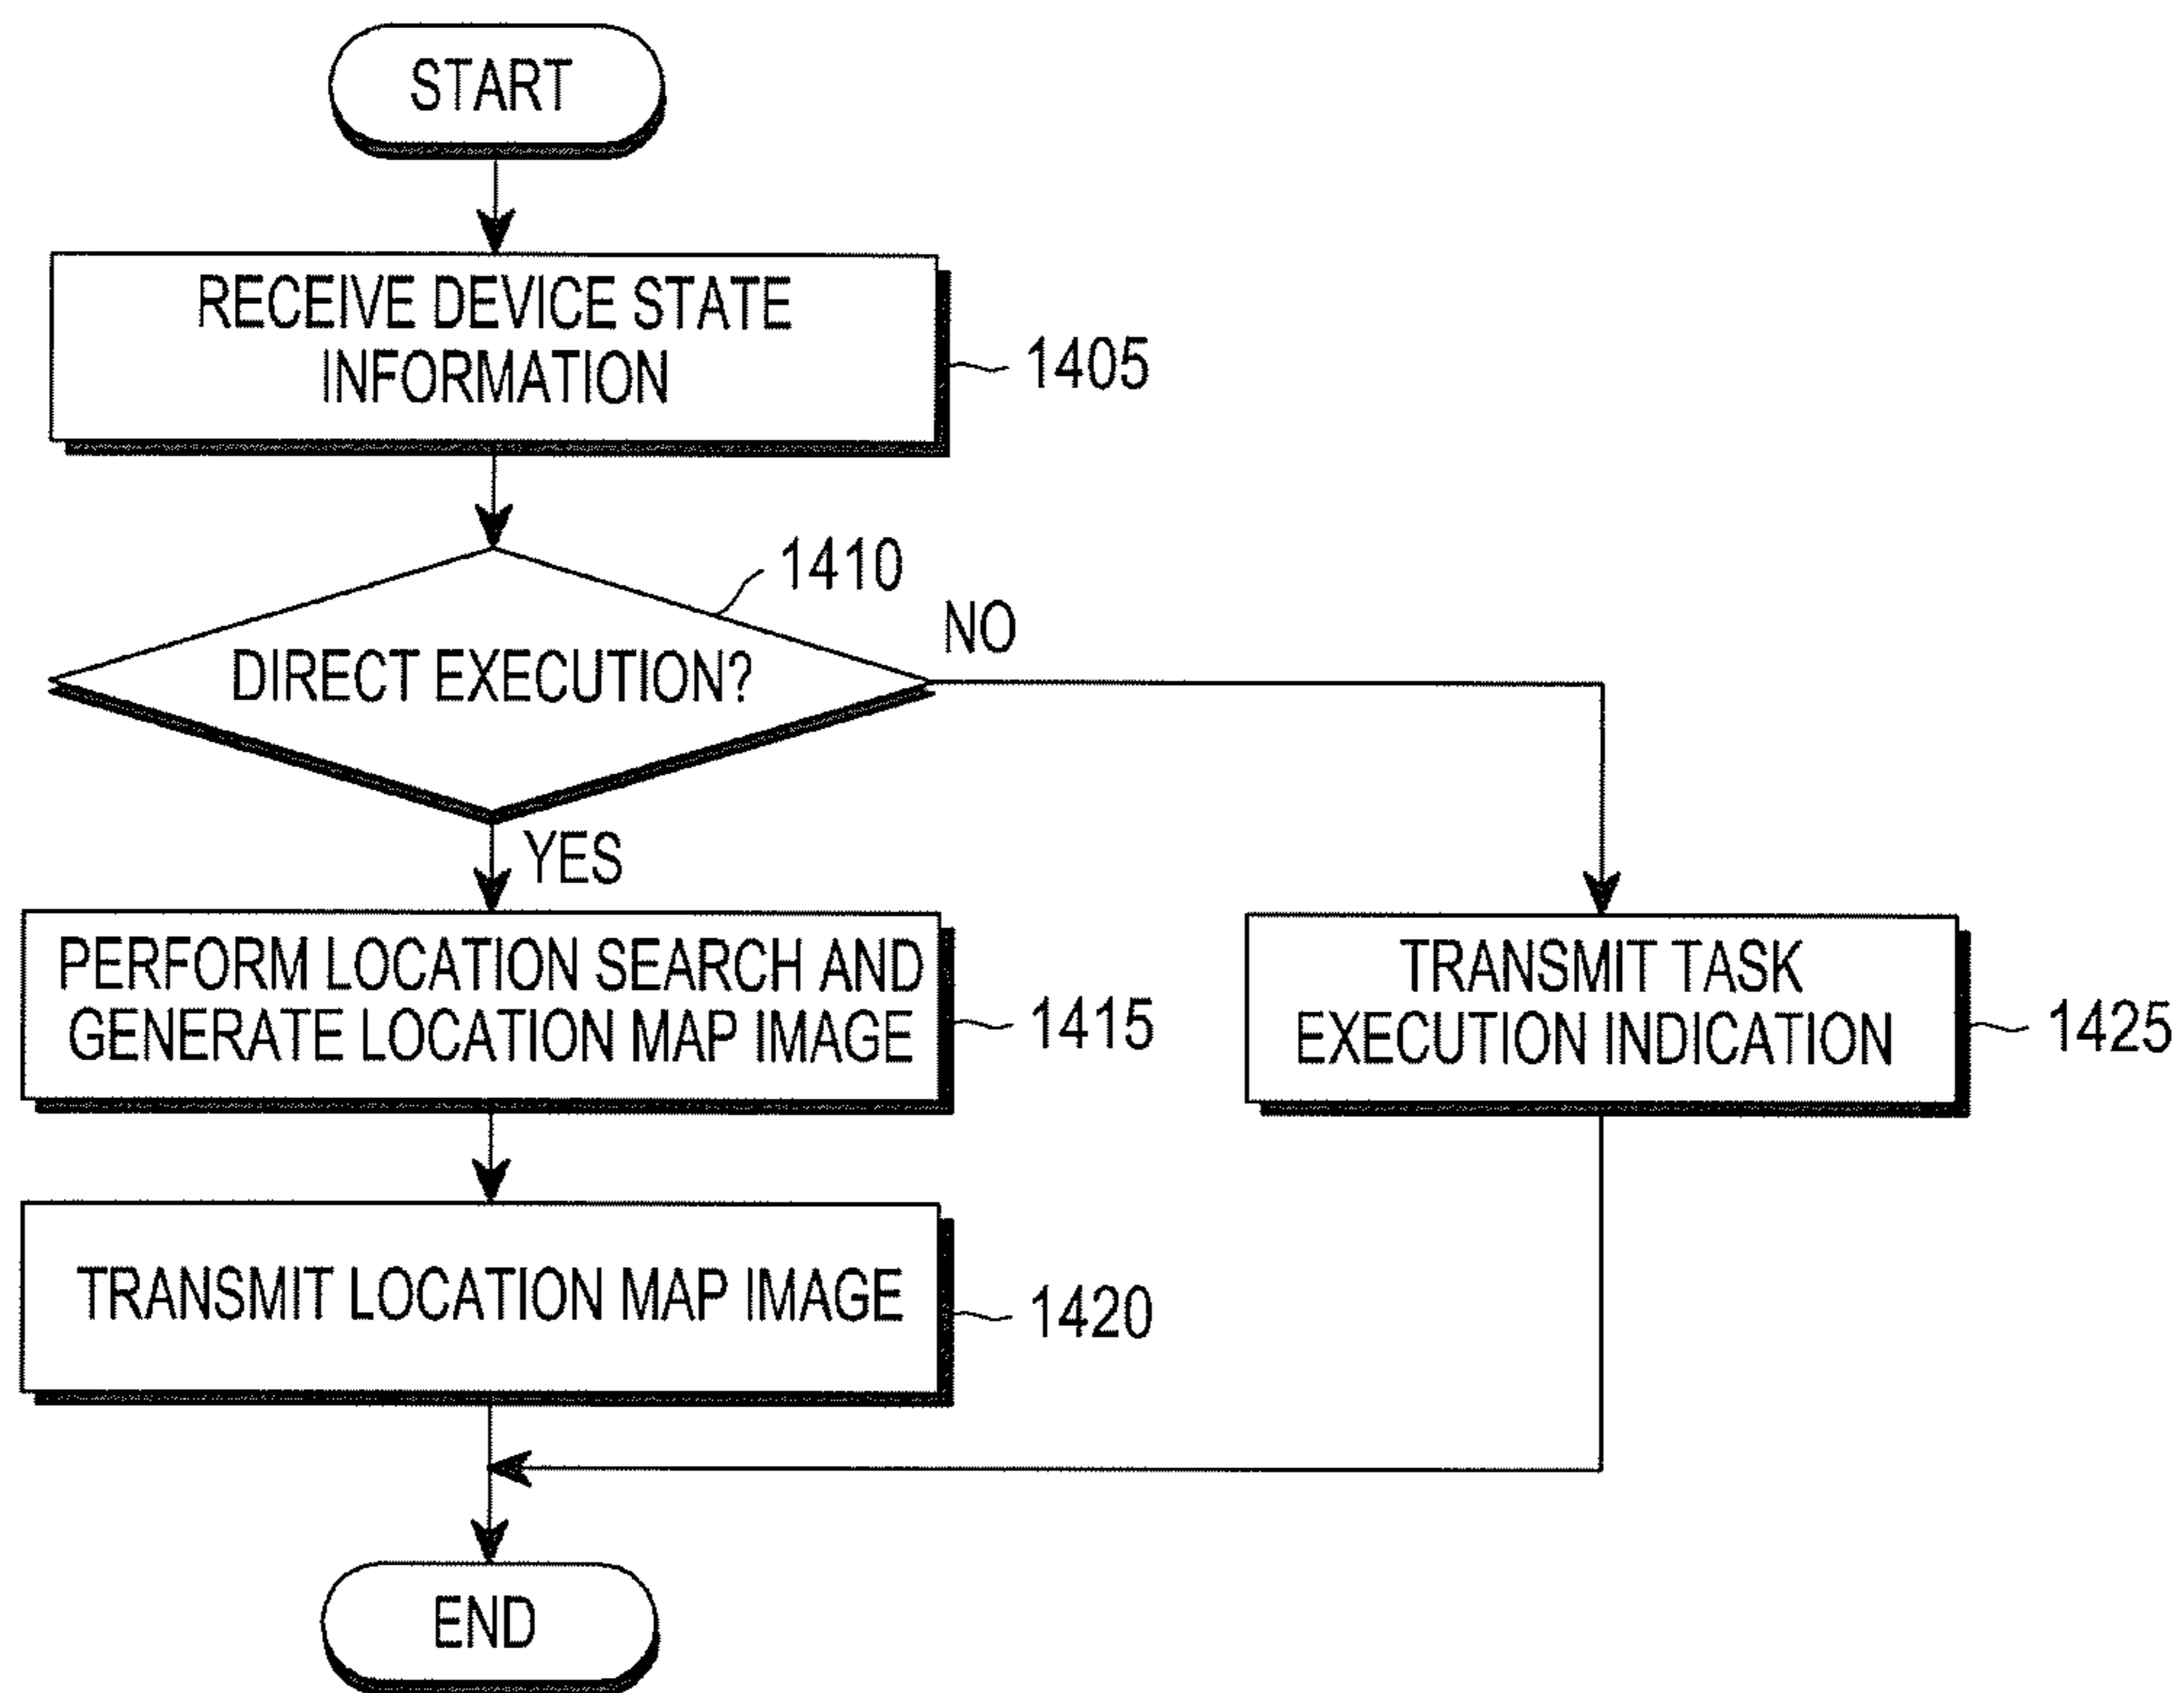 START
RECEIVE DEVICE STATE
INFORMATION
1405
1410
DIRECT EXECUTION?
NO
YES
PERFORM LOCATION SEARCH AND
GENERATE LOCATION MAP IMAGE
1415
TRANSMIT TASK
EXECUTION INDICATION
1425
TRANSMIT LOCATION MAP IMAGE
1420
END